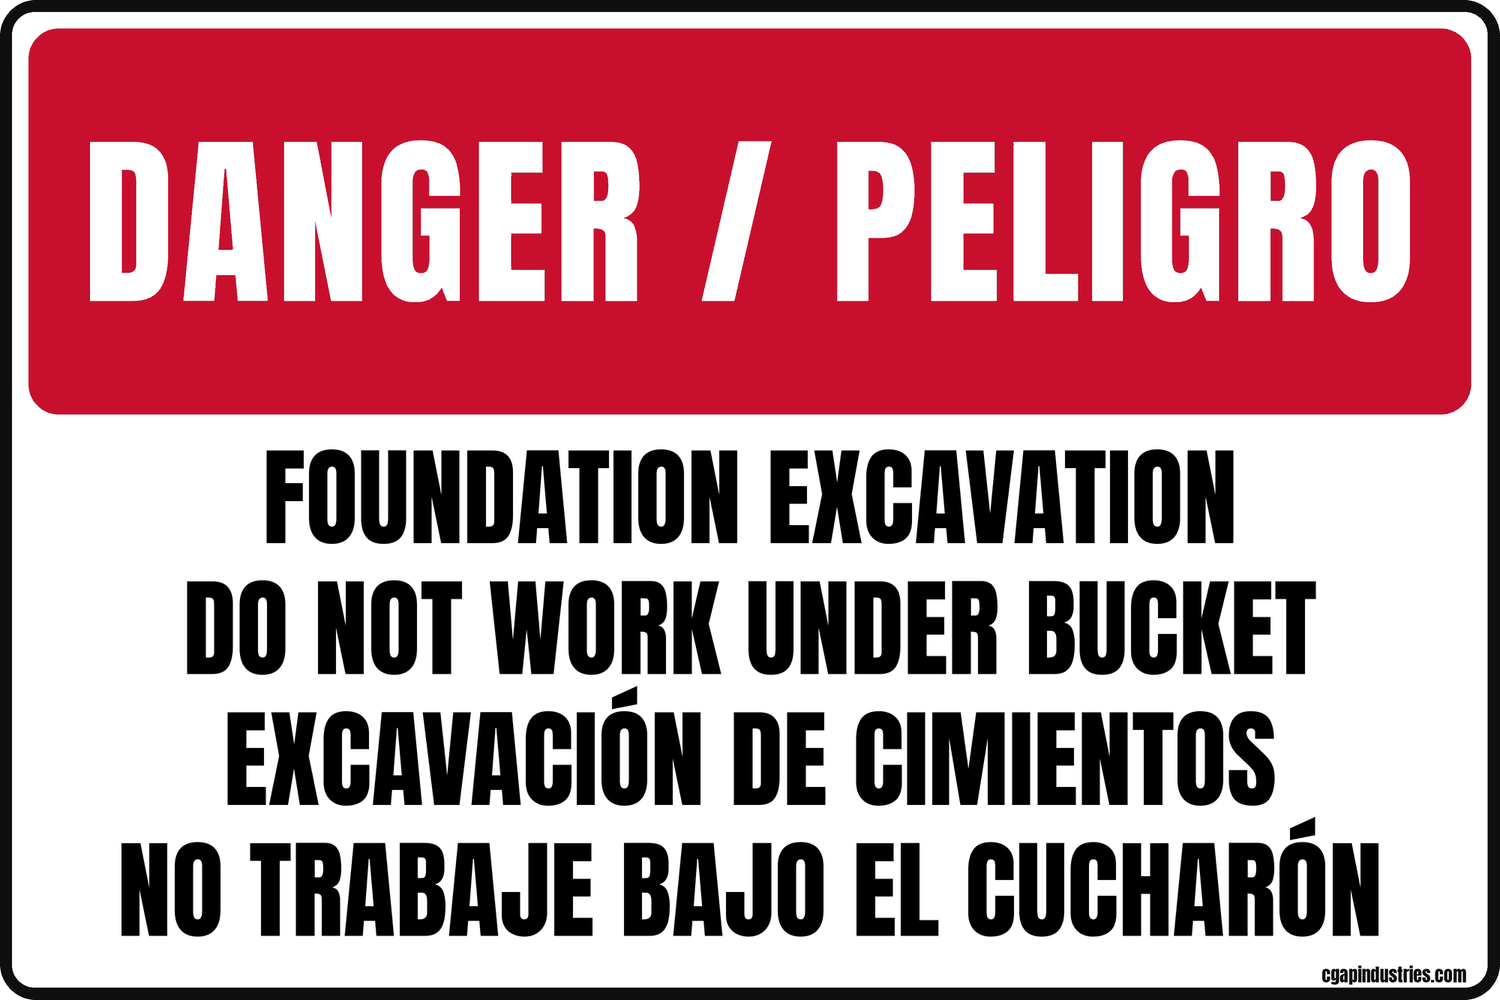 DANGER / PELIGRO
FOUNDATION EXCAVATION
DO NOT WORK UNDER BUCKET
EXCAVACIÓN DE CIMIENTOS
NO TRABAJE BAJO EL CUCHARÓN
cgapindustries.com